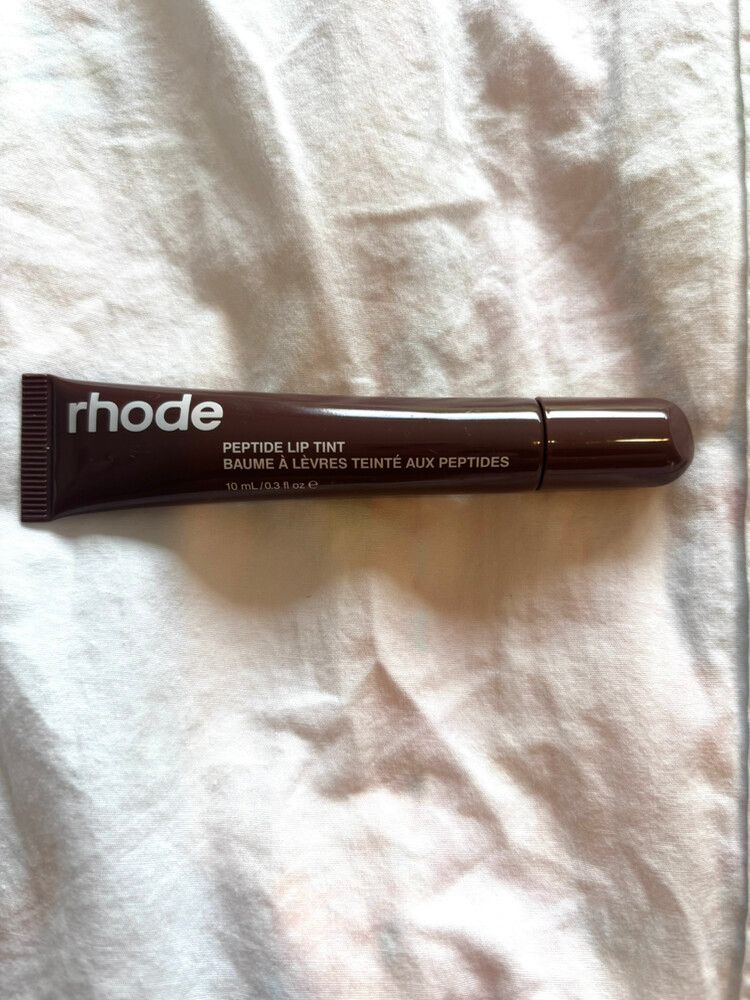 rhode
PEPTIDE LIP TINT
BAUME À LÈVRES TEINTÉ AUX PEPTIDES
10 mL/0.3 fl oz ℮